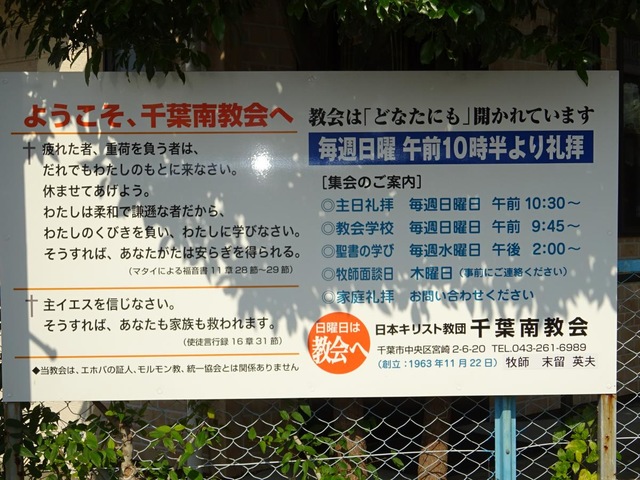 ようこそ、千葉南教会へ
疲れた者、重荷を負う者は、
だれでもわたしのもとに来なさい。
休ませてあげよう。
わたしは柔和で謙遜な者だから、
わたしのくびきを負い、わたしに学びなさい。
そうすれば、あなたがたは安らぎを得られる。
(マタイによる福音書11章28節〜29節)
主イエスを信じなさい。
そうすれば、あなたも家族も救われます。
(使徒言行録16章31節)
◆当教会は、エホバの証人、モルモン教、統一協会とは関係ありません
教会は「どなたにも」開かれています
毎週日曜 午前10時半より礼拝
[集会のご案内]
◎主日礼拝 毎週日曜日 午前10:30〜
◎教会学校 毎週日曜日 午前 9:45〜
◎聖書の学び 毎週水曜日 午後 2:00〜
◎牧師面談日 木曜日(事前にご連絡ください)
◎家庭礼拝 お問い合わせください
日曜日は
教会へ
日本キリスト教団 千葉南教会
千葉市中央区宮崎2-6-20 TEL.043-261-6989
(創立:1963年11月22日) 牧師 末留 英夫